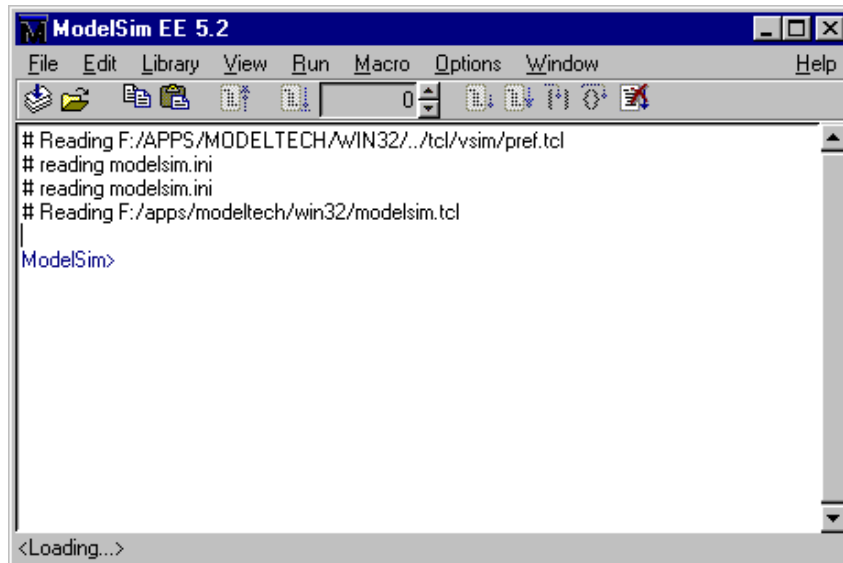 ModelSim EE 5.2
File Edit Library View Run Macro Options Window Help
0
# Reading F:/APPS/MODELTECH/WIN32/../tcl/vsim/pref.tcl
# reading modelsim.ini
# reading modelsim.ini
# Reading F:/apps/modeltech/win32/modelsim.tcl
ModelSim>
<Loading...>